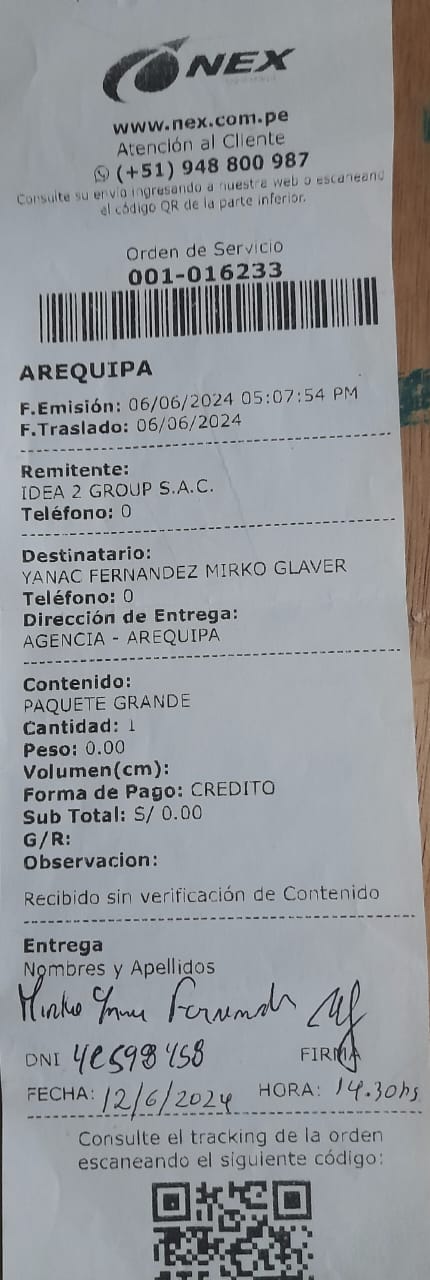 NEX
www.nex.com.pe
Atención al Cliente
(+51) 948 800 987
Consulte su envío ingresando a nuestra web o escaneand
el código QR de la parte inferior.
Orden de Servicio
001-016233
AREQUIPA
F.Emisión: 06/06/2024 05:07:54 PM
F.Traslado: 06/06/2024
Remitente:
IDEA 2 GROUP S.A.C.
Teléfono: 0
Destinatario:
YANAC FERNANDEZ MIRKO GLAVER
Teléfono: 0
Dirección de Entrega:
AGENCIA - AREQUIPA
Contenido:
PAQUETE GRANDE
Cantidad: 1
Peso: 0.00
Volumen(cm):
Forma de Pago: CREDITO
Sub Total: S/ 0.00
G/R:
Observacion:
Recibido sin verificación de Contenido
Entrega
Nombres y Apellidos
Mirko
DNI
FIRMA
FECHA: 12/6/2024 HORA: 14.30hs
Consulte el tracking de la orden
escaneando el siguiente código: